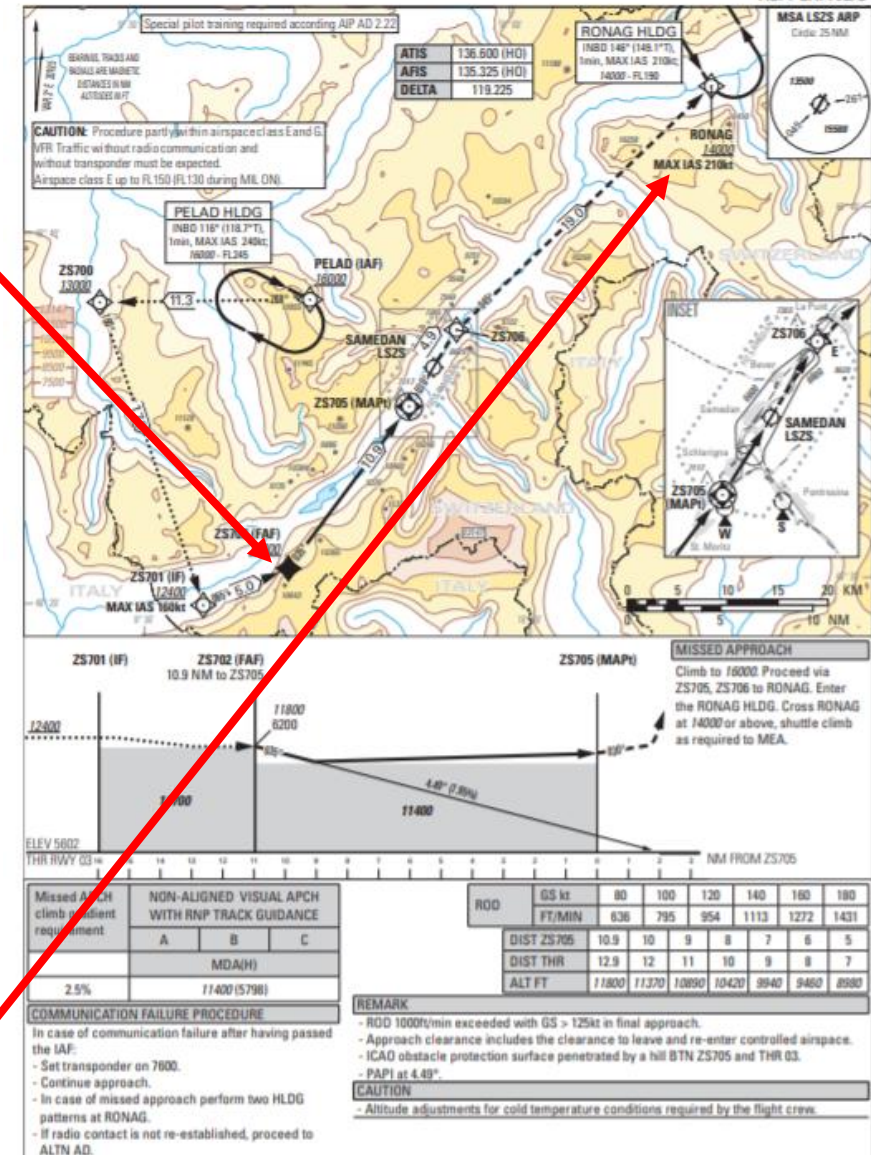 Special pilot training required according AIP AD 2.22
BEARINGS, TRACKS AND
RADIALS ARE MAGNETIC
DISTANCES IN NM
ALTITUDES IN FT
ATIS 136.600 (HO)
AFIS 135.325 (HO)
DELTA 119.225
RONAG HLDG
INBD 146° (149.1°T),
1min, MAX IAS 210kt;
14000 - FL190
MSA LSZS ARP
Circle 25 NM
13500
15500
CAUTION: Procedure partly within airspace class E and G.
VFR Traffic without radio communication and
without transponder must be expected.
Airspace class E up to FL150 (FL130 during MIL ON).
RONAG
14000
MAX IAS 210kt
PELAD HLDG
INBD 116° (118.7°T),
1min, MAX IAS 240kt;
16000 - FL245
ZS700
13000
PELAD (IAF)
16000
11.3
19.0
SWITZERLAND
ITALY
SAMEDAN
LSZS
4.9
ZS706
ZS705 (MAPt)
10.9
INSET
La Punt
ZS706
E
Bever
Samedan
SAMEDAN
LSZS
Schlarigna
ZS705
(MAPt)
W
S
Pontresina
St. Moritz
SWITZERLAND
(FAF)
ZS701 (IF)
12400
MAX IAS 160kt
5.0
ITALY
ITALY
0 5 10 15 20 KM
0 5 10 NM
ZS701 (IF)
ZS702 (FAF)
10.9 NM to ZS705
ZS705 (MAPt)
MISSED APPROACH
Climb to 16000. Proceed via
ZS705, ZS706 to RONAG. Enter
the RONAG HLDG. Cross RONAG
at 14000 or above, shuttle climb
as required to MEA.
12400
11800
6200
11400
ELEV 5602
THR RWY 03
NM FROM ZS705
Missed APCH
climb gradient
requirement
NON-ALIGNED VISUAL APCH
WITH RNP TRACK GUIDANCE
A B C
MDA(H)
2.5% 11400 (5798)
ROD GS kt 80 100 120 140 160 180
FT/MIN 636 795 954 1113 1272 1431
DIST ZS705 10.9 10 9 8 7 6 5
DIST THR 12.9 12 11 10 9 8 7
ALT FT 11800 11370 10890 10420 9940 9460 8980
COMMUNICATION FAILURE PROCEDURE
In case of communication failure after having passed
the IAF:
- Set transponder on 7600.
- Continue approach.
- In case of missed approach perform two HLDG
patterns at RONAG.
- If radio contact is not re-established, proceed to
ALTN AD.
REMARK
- ROD 1000ft/min exceeded with GS > 125kt in final approach.
- Approach clearance includes the clearance to leave and re-enter controlled airspace.
- ICAO obstacle protection surface penetrated by a hill BTN ZS705 and THR 03.
- PAPI at 4.49°.
CAUTION
- Altitude adjustments for cold temperature conditions required by the flight crew.